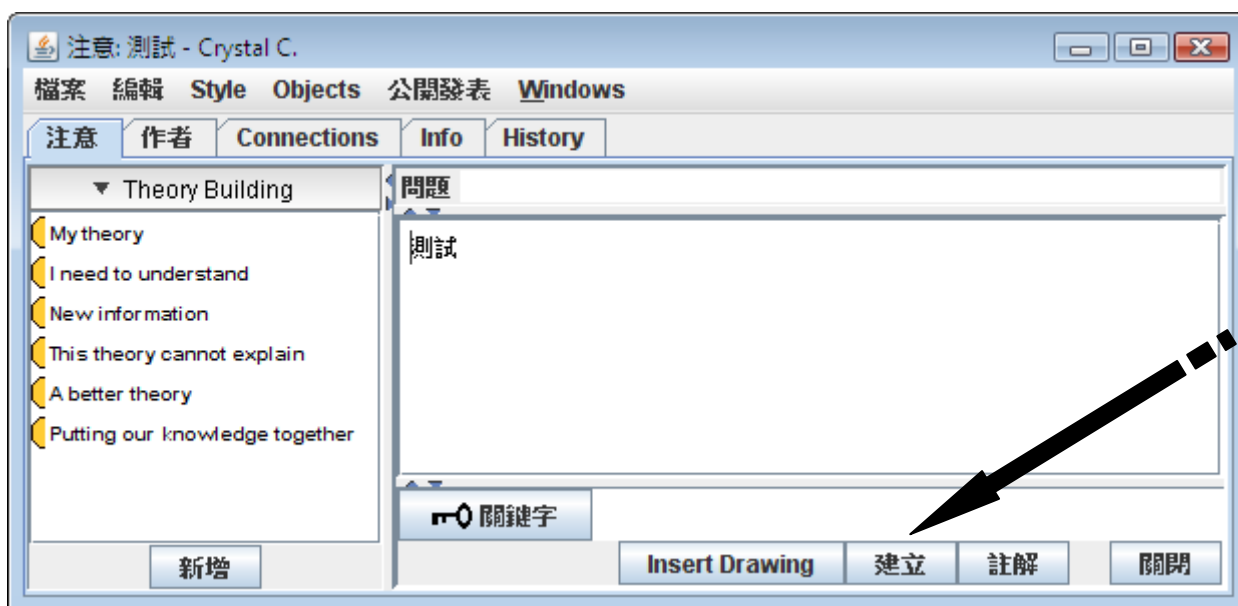 注意: 測試 - Crystal C.
檔案 編輯 Style Objects 公開發表 Windows
注意 作者 Connections Info History
Theory Building
My theory
I need to understand
New information
This theory cannot explain
A better theory
Putting our knowledge together
新增
問題
測試
關鍵字
Insert Drawing 建立 註解 關閉